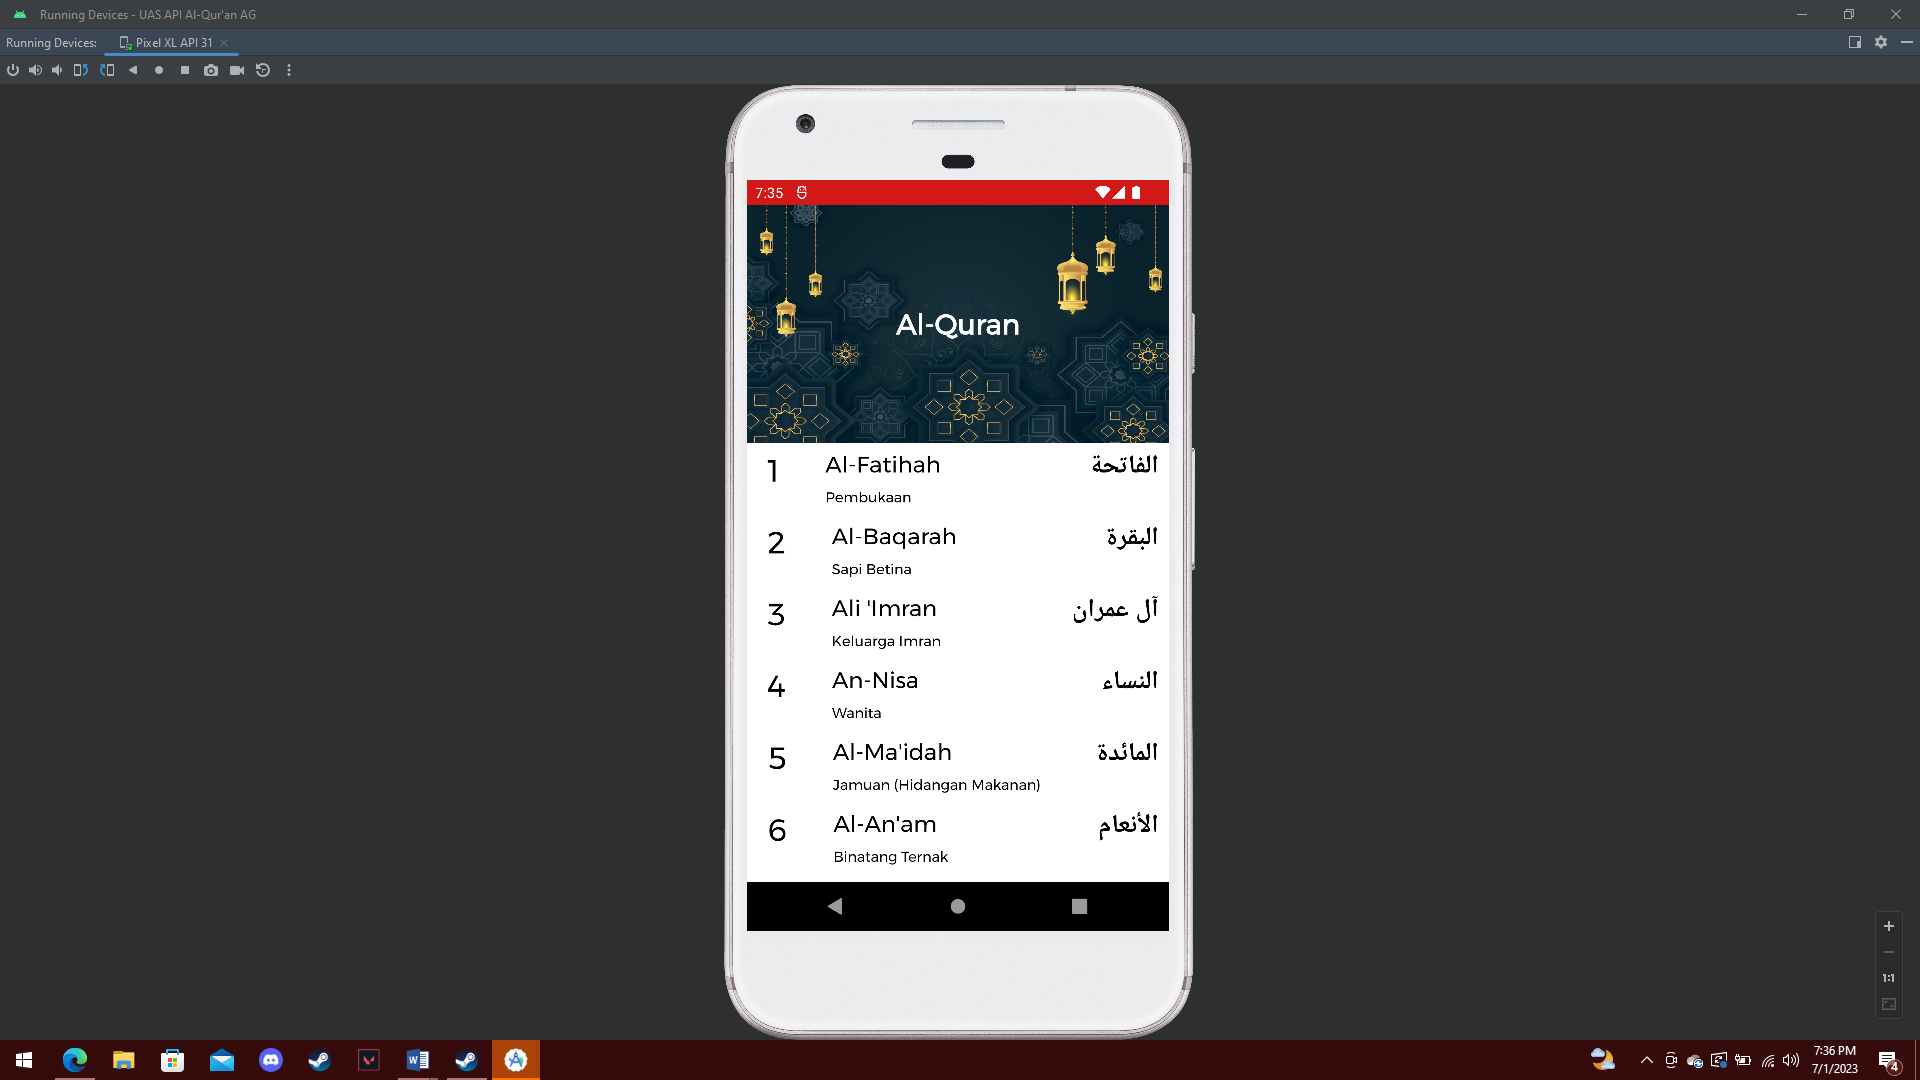 Running Devices - UAS API Al-Qur'an AG
Running Devices:
Pixel XL API 31
7:35
Al-Quran
1 Al-Fatihah الفاتحة
Pembukaan
2 Al-Baqarah البقرة
Sapi Betina
3 Ali 'Imran آل عمران
Keluarga Imran
4 An-Nisa النساء
Wanita
5 Al-Ma'idah المائدة
Jamuan (Hidangan Makanan)
6 Al-An'am الأنعام
Binatang Ternak
1:1
7:36 PM
7/1/2023
4